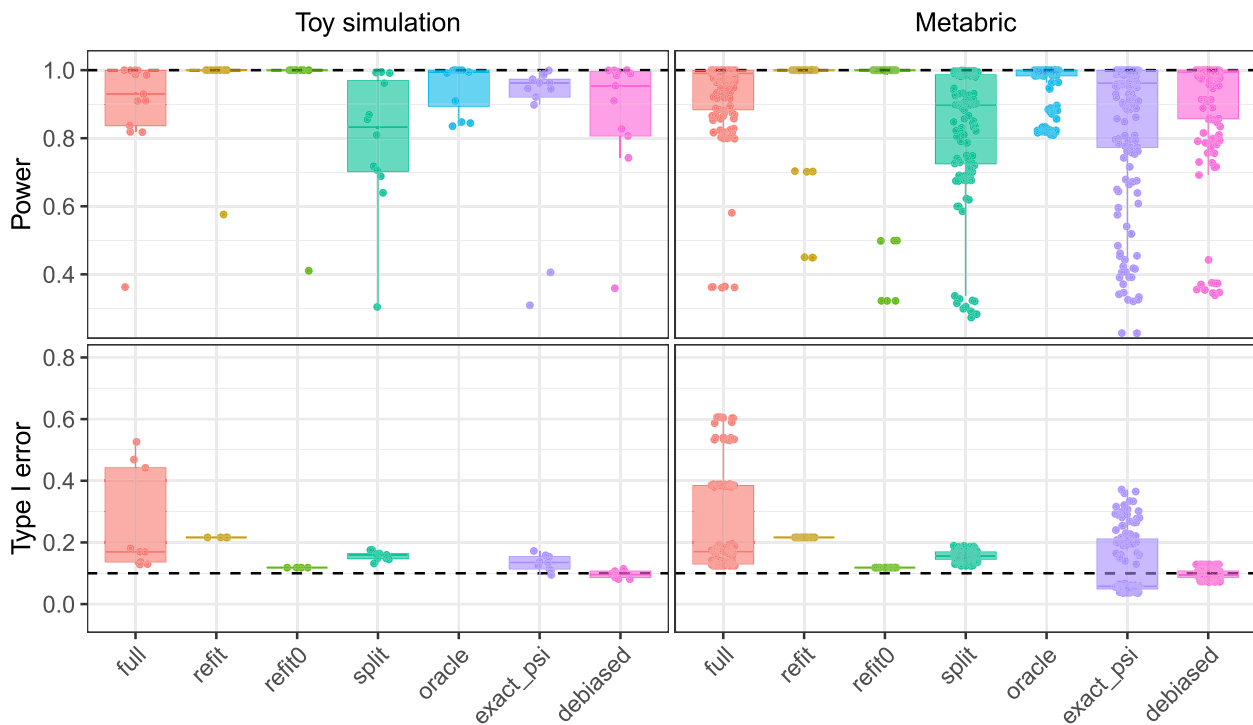 Toy simulation
Metabric
Power
1.0
0.8
0.6
0.4
Type I error
0.8
0.6
0.4
0.2
0.0
full
refit
refit0
split
oracle
exact_psi
debiased
full
refit
refit0
split
oracle
exact_psi
debiased